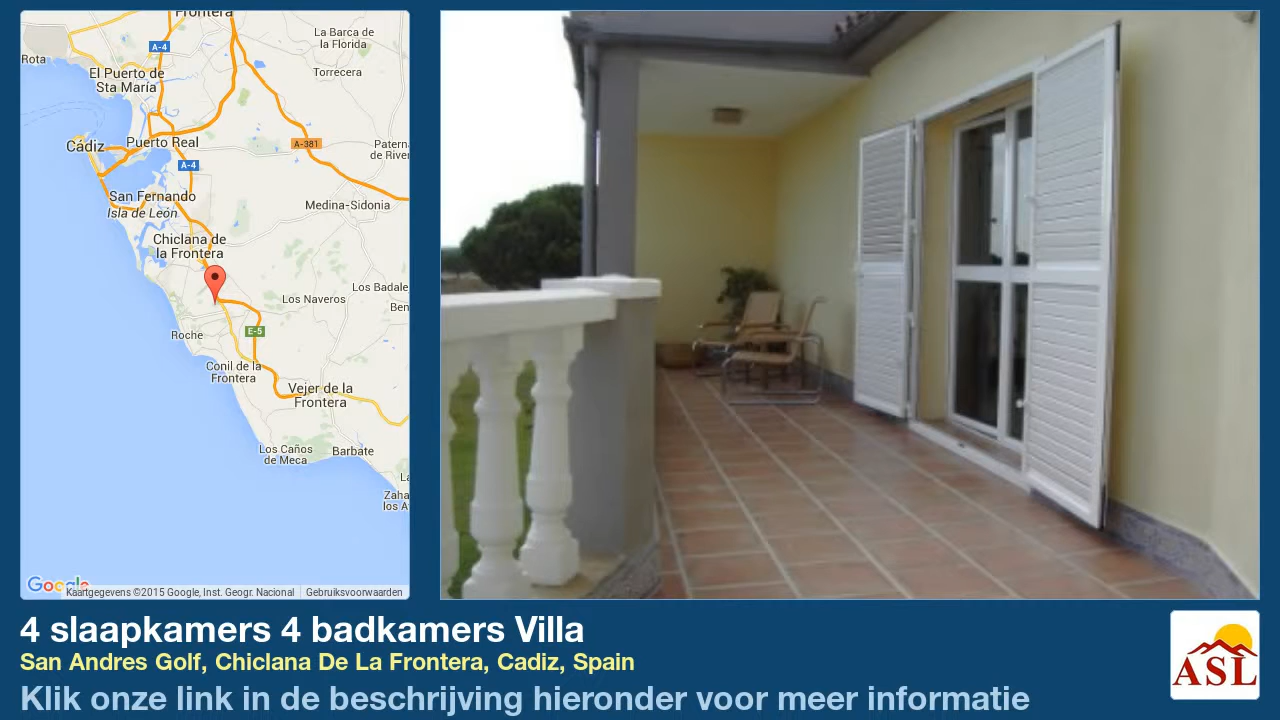 Frontera
La Barca de
la Florida
A-4
Rota
El Puerto de
Sta María
Torrecera
Cádiz
Puerto Real
A-381
Patern
de River
A-4
San Fernando
Isla de León
Medina-Sidonia
Chiclana de
la Frontera
Los Badale
Los Naveros
Ben
Roche
E-5
Conil de la
Frontera
Vejer de la
Frontera
Los Caños
de Meca
Barbate
Zaha
los A
Google
Kaartgegevens ©2015 Google, Inst. Geogr. Nacional
Gebruiksvoorwaarden
4 slaapkamers 4 badkamers Villa
San Andres Golf, Chiclana De La Frontera, Cadiz, Spain
Klik onze link in de beschrijving hieronder voor meer informatie
ASL